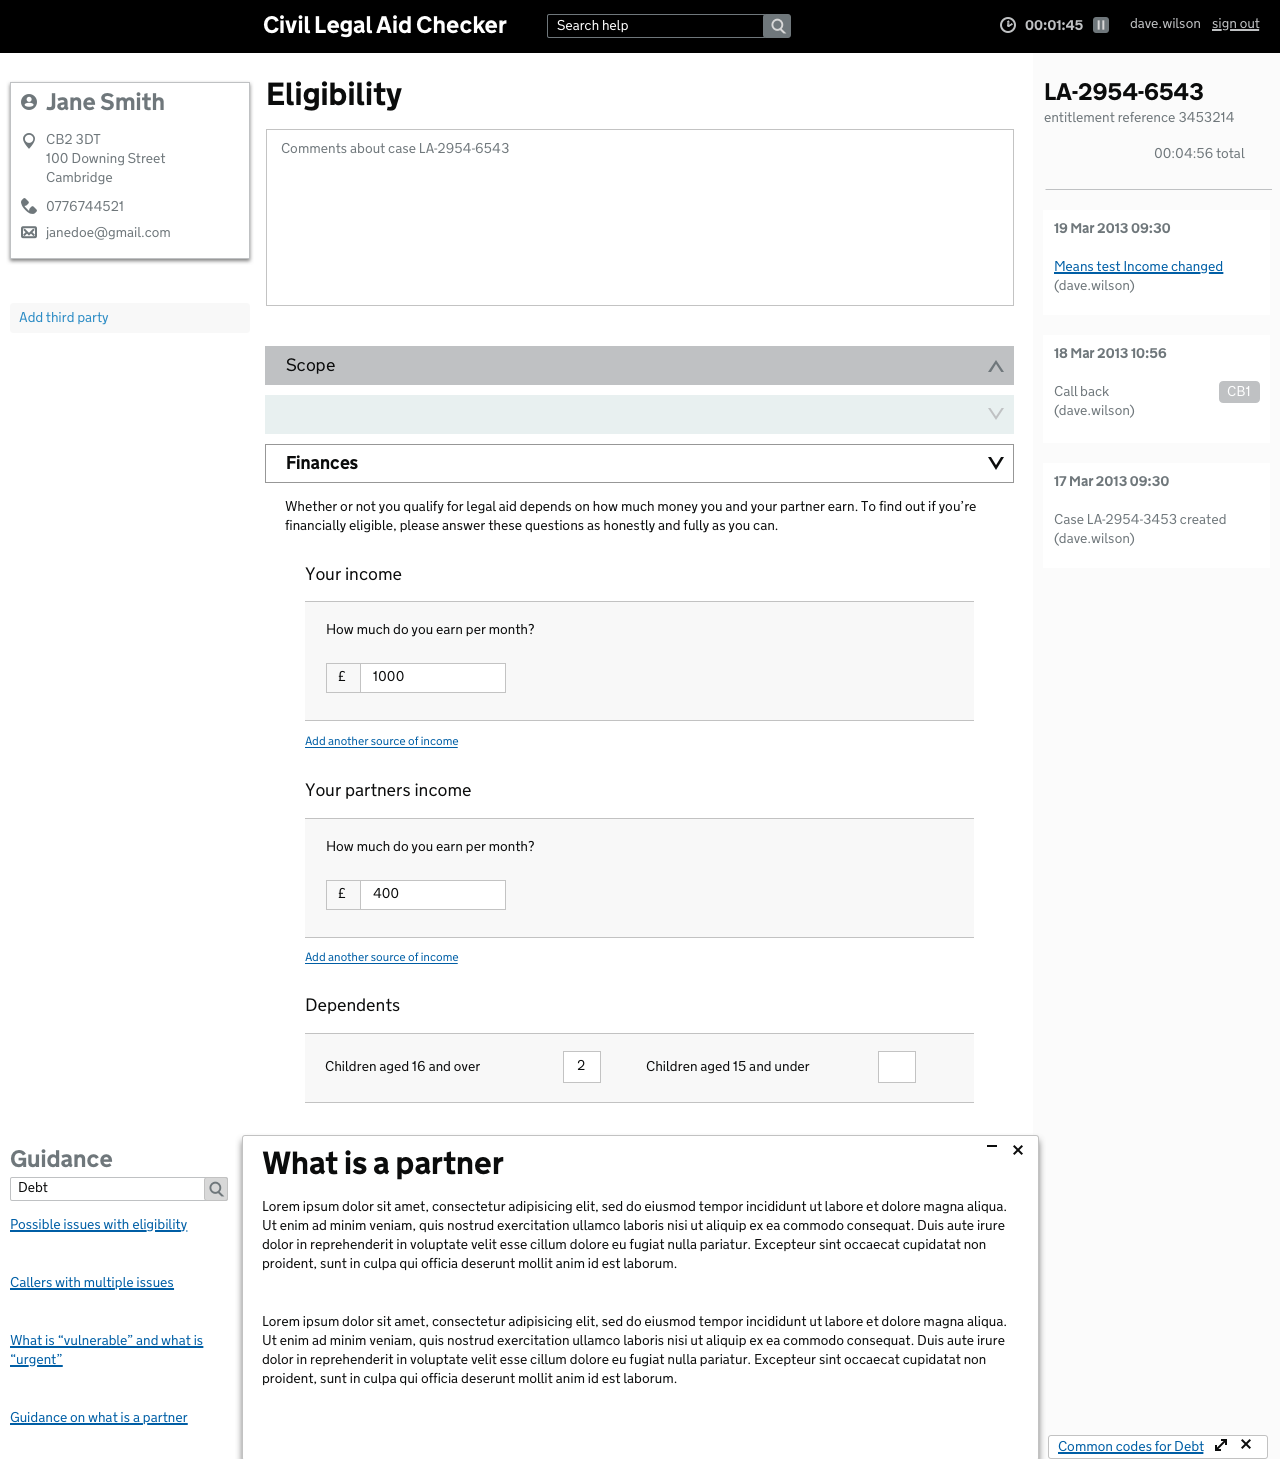 Civil Legal Aid Checker
Search help
00:01:45
dave.wilson sign out
Jane Smith
CB2 3DT
100 Downing Street
Cambridge
0776744521
janedoe@gmail.com
Add third party
Eligibility
Comments about case LA-2954-6543
Scope
Finances
Whether or not you qualify for legal aid depends on how much money you and your partner earn. To find out if you’re
financially eligible, please answer these questions as honestly and fully as you can.
Your income
How much do you earn per month?
£ 1000
Add another source of income
Your partners income
How much do you earn per month?
£ 400
Add another source of income
Dependents
Children aged 16 and over 2 Children aged 15 and under
LA-2954-6543
entitlement reference 3453214
00:04:56 total
19 Mar 2013 09:30
Means test Income changed
(dave.wilson)
18 Mar 2013 10:56
Call back CB1
(dave.wilson)
17 Mar 2013 09:30
Case LA-2954-3453 created
(dave.wilson)
Guidance
Debt
Possible issues with eligibility
Callers with multiple issues
What is “vulnerable” and what is
“urgent”
Guidance on what is a partner
What is a partner
Lorem ipsum dolor sit amet, consectetur adipisicing elit, sed do eiusmod tempor incididunt ut labore et dolore magna aliqua.
Ut enim ad minim veniam, quis nostrud exercitation ullamco laboris nisi ut aliquip ex ea commodo consequat. Duis aute irure
dolor in reprehenderit in voluptate velit esse cillum dolore eu fugiat nulla pariatur. Excepteur sint occaecat cupidatat non
proident, sunt in culpa qui officia deserunt mollit anim id est laborum.
Lorem ipsum dolor sit amet, consectetur adipisicing elit, sed do eiusmod tempor incididunt ut labore et dolore magna aliqua.
Ut enim ad minim veniam, quis nostrud exercitation ullamco laboris nisi ut aliquip ex ea commodo consequat. Duis aute irure
dolor in reprehenderit in voluptate velit esse cillum dolore eu fugiat nulla pariatur. Excepteur sint occaecat cupidatat non
proident, sunt in culpa qui officia deserunt mollit anim id est laborum.
Common codes for Debt